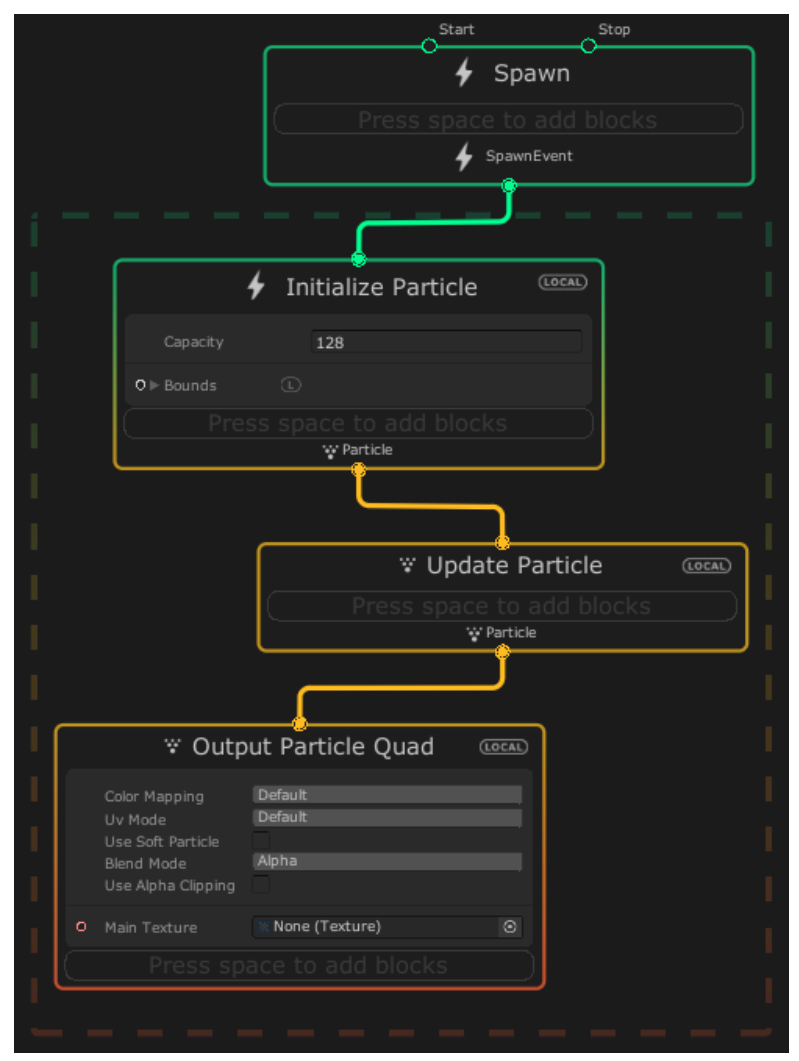 Start Stop
Spawn
Press space to add blocks
SpawnEvent
Initialize Particle LOCAL
Capacity 128
Bounds L
Press space to add blocks
Particle
Update Particle LOCAL
Press space to add blocks
Particle
Output Particle Quad LOCAL
Color Mapping Default
Uv Mode Default
Use Soft Particle
Blend Mode Alpha
Use Alpha Clipping
Main Texture None (Texture)
Press space to add blocks